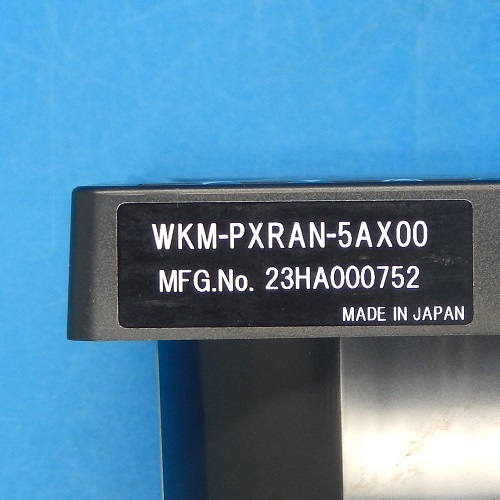 WKM-PXRAN-5AX00
MFG.No. 23HA000752
MADE IN JAPAN